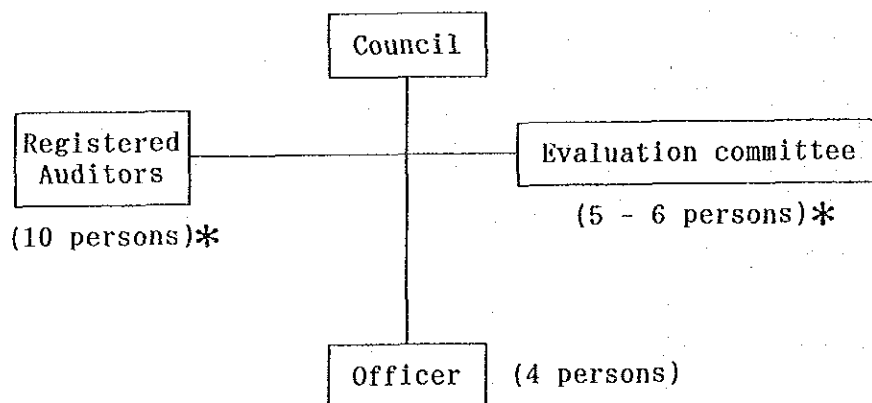 Council
Registered
Auditors
(10 persons)*
Evaluation committee
(5 - 6 persons)*
Officer
(4 persons)